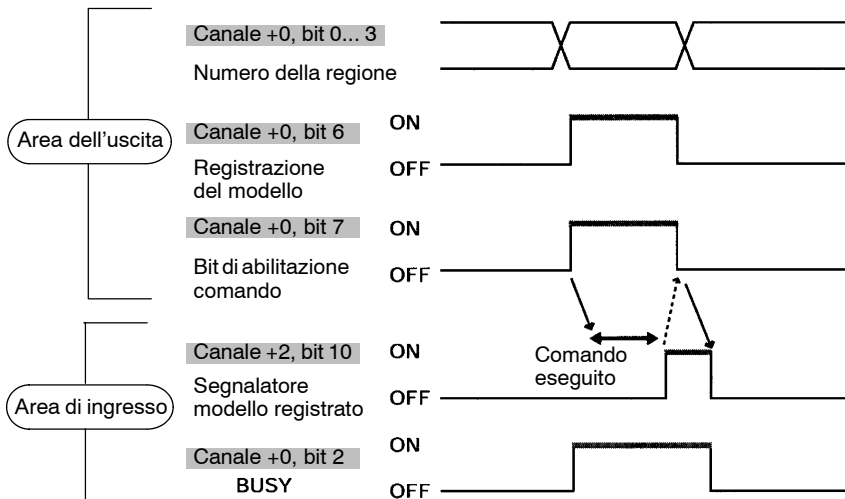 Canale +0, bit 0... 3
Numero della regione
Area dell'uscita
Canale +0, bit 6
ON
Registrazione
del modello
OFF
Canale +0, bit 7
ON
Bit di abilitazione
comando
OFF
Area di ingresso
Canale +2, bit 10
ON
Comando
eseguito
Segnalatore
modello registrato
OFF
Canale +0, bit 2
ON
BUSY
OFF